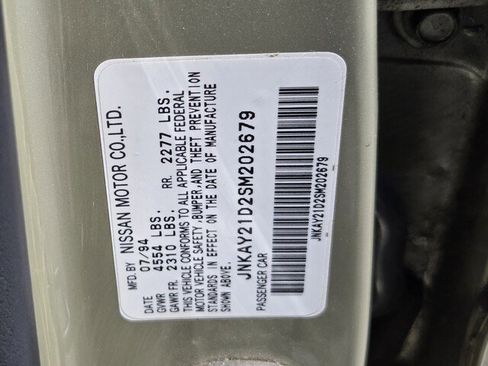 MFD. BY NISSAN MOTOR CO.,LTD.
DATE 07/94
GVWR 4554 LBS.
GAWR FR. 2310 LBS. RR. 2277 LBS.
THIS VEHICLE CONFORMS TO ALL APPLICABLE FEDERAL
MOTOR VEHICLE SAFETY ,BUMPER,AND THEFT PREVENTION
STANDARDS IN EFFECT ON THE DATE OF MANUFACTURE
SHOWN ABOVE.
JNKAY21D2SM202679
PASSENGER CAR
JNKAY21D2SM202679